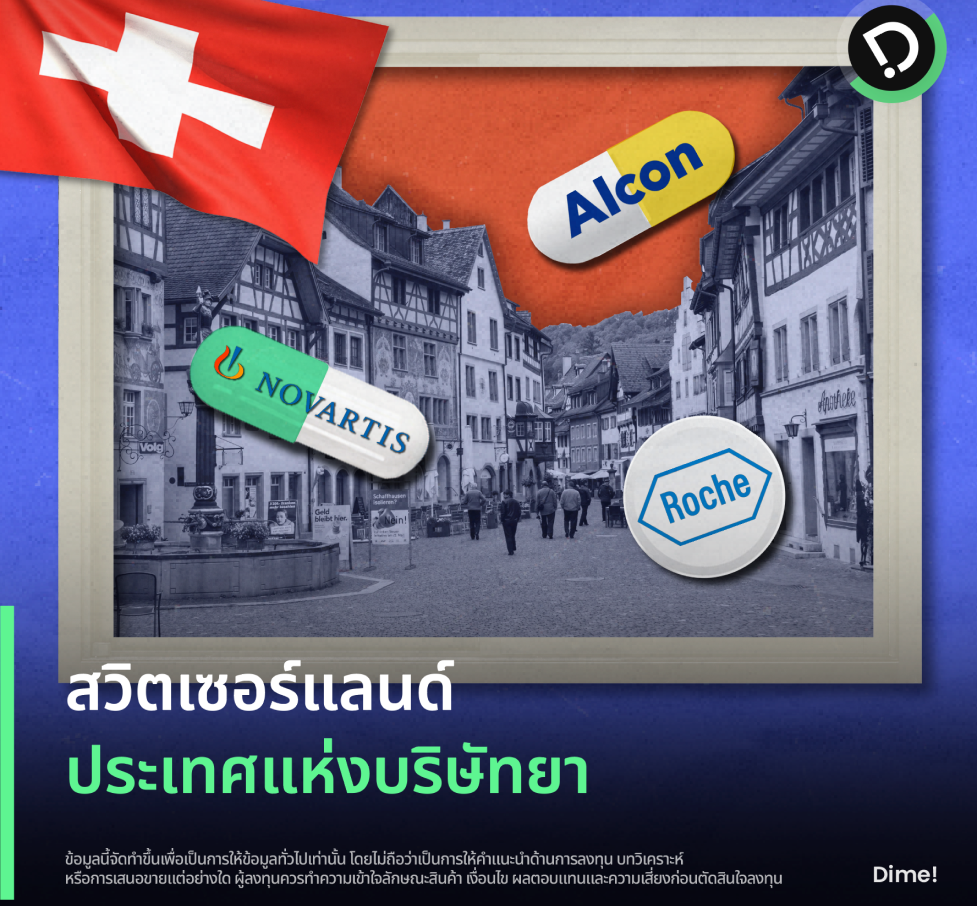 Alcon
NOVARTIS
Apotheke
Volg
Roche
Schaffhausen
Geld
bleibt hier.
Nein!
สวิตเซอร์แลนด์
ประเทศแห่งบริษัทยา
ข้อมูลนี้จัดทำขึ้นเพื่อเป็นการให้ข้อมูลทั่วไปเท่านั้น โดยไม่ถือว่าเป็นการให้คำแนะนำด้านการลงทุน บทวิเคราะห์
หรือการเสนอขายแต่อย่างใด ผู้ลงทุนควรทำความเข้าใจลักษณะสินค้า เงื่อนไข ผลตอบแทนและความเสี่ยงก่อนตัดสินใจลงทุน
Dime!